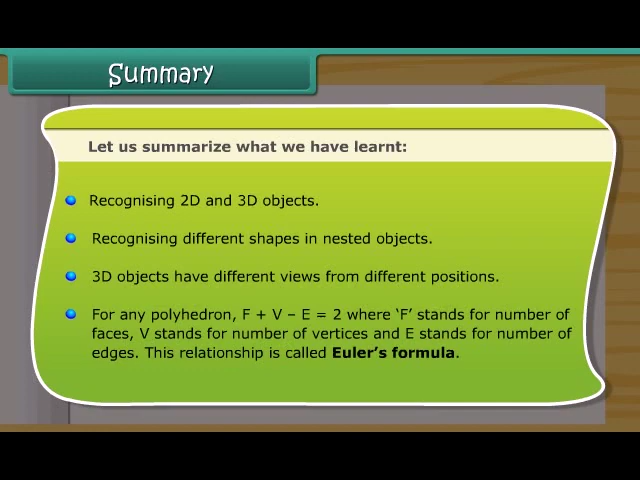 Summary
Let us summarize what we have learnt:
Recognising 2D and 3D objects.
Recognising different shapes in nested objects.
3D objects have different views from different positions.
For any polyhedron, F + V – E = 2 where ‘F’ stands for number of
faces, V stands for number of vertices and E stands for number of
edges. This relationship is called Euler’s formula.